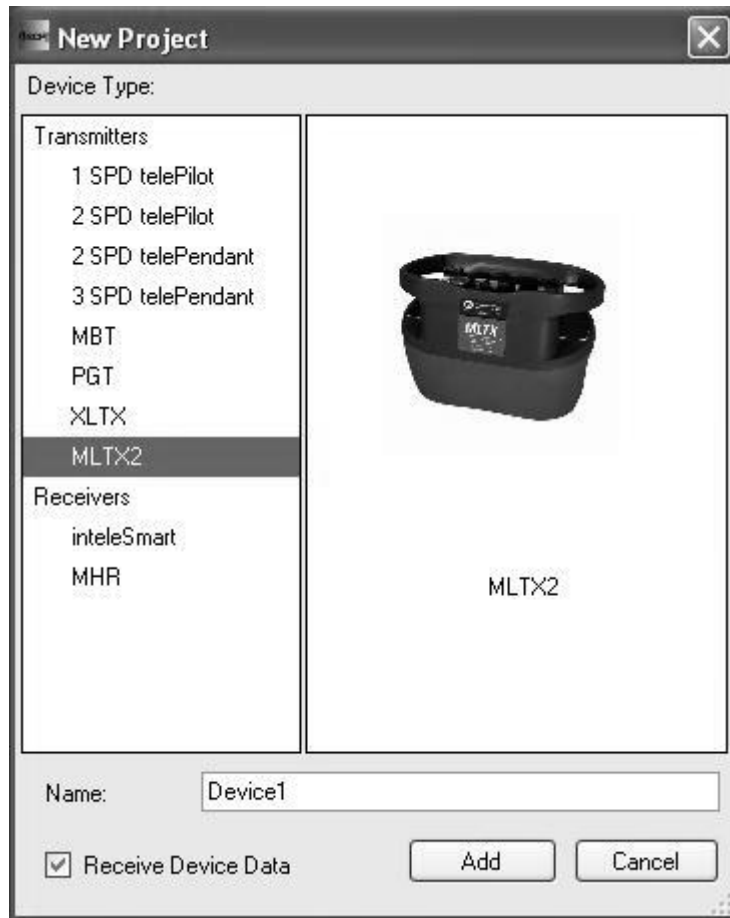 New Project
Device Type:
Transmitters
1 SPD telePilot
2 SPD telePilot
2 SPD telePendant
3 SPD telePendant
MBT
PGT
XLTX
MLTX2
Receivers
inteleSmart
MHR
MLTX
MLTX2
Name:
Device1
Receive Device Data
Add
Cancel